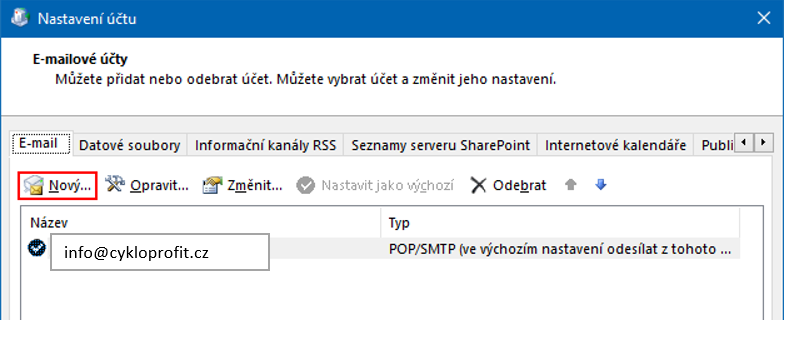 Nastavení účtu
E-mailové účty
Můžete přidat nebo odebrat účet. Můžete vybrat účet a změnit jeho nastavení.
E-mail Datové soubory Informační kanály RSS Seznamy serveru SharePoint Internetové kalendáře Publi
Nový... Opravit... Změnit... Nastavit jako výchozí Odebrat
Název Typ
info@cykloprofit.cz POP/SMTP (ve výchozím nastavení odesílat z tohoto ...